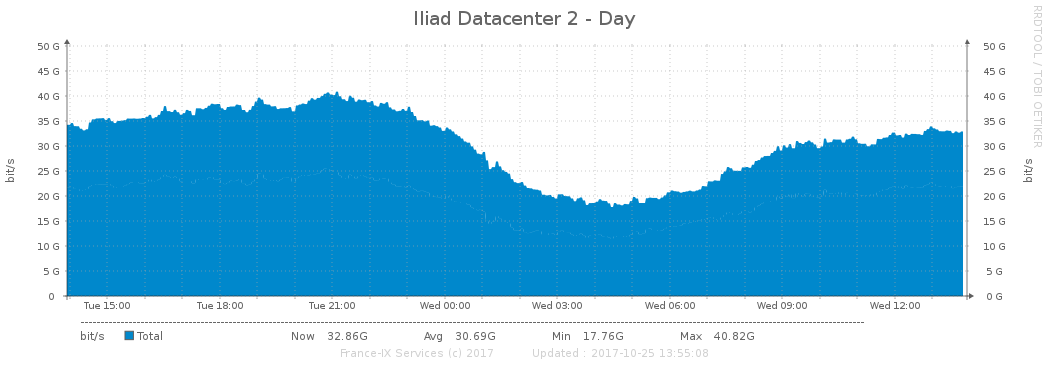 Iliad Datacenter 2 - Day
RRDTOOL / TOBI OETIKER
bit/s
50 G
45 G
40 G
35 G
30 G
25 G
20 G
15 G
10 G
5 G
0
50 G
45 G
40 G
35 G
30 G
25 G
20 G
15 G
10 G
5 G
0 G
bit/s
Tue 15:00 Tue 18:00 Tue 21:00 Wed 00:00 Wed 03:00 Wed 06:00 Wed 09:00 Wed 12:00
bit/s Total Now 32.86G Avg 30.69G Min 17.76G Max 40.82G
France-IX Services (c) 2017 Updated : 2017-10-25 13:55:08